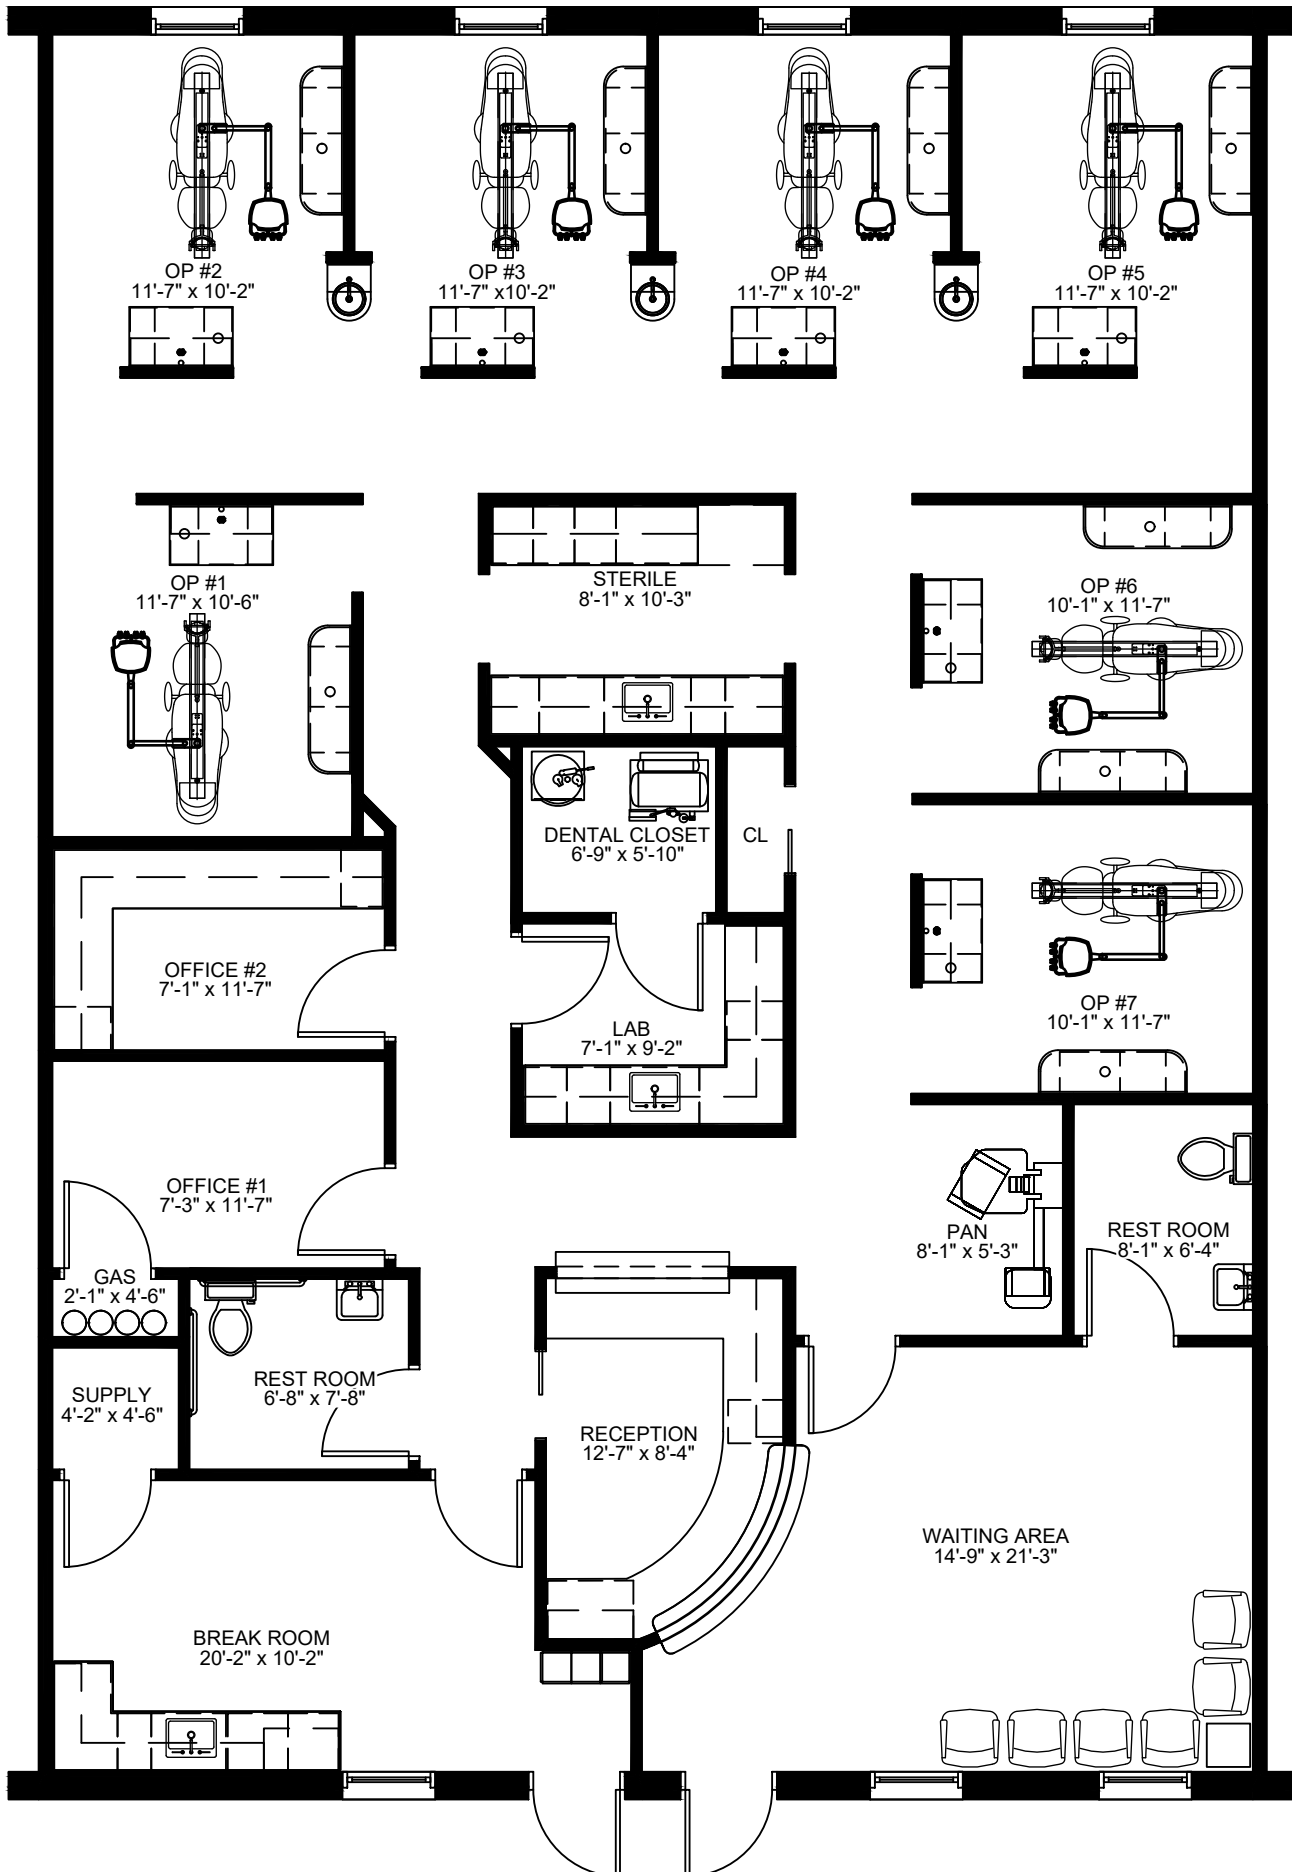 OP #2
11'-7" x 10'-2"
OP #3
11'-7" x10'-2"
OP #4
11'-7" x 10'-2"
OP #5
11'-7" x 10'-2"
OP #1
11'-7" x 10'-6"
STERILE
8'-1" x 10'-3"
OP #6
10'-1" x 11'-7"
DENTAL CLOSET
6'-9" x 5'-10"
CL
OFFICE #2
7'-1" x 11'-7"
LAB
7'-1" x 9'-2"
OP #7
10'-1" x 11'-7"
OFFICE #1
7'-3" x 11'-7"
PAN
8'-1" x 5'-3"
REST ROOM
8'-1" x 6'-4"
GAS
2'-1" x 4'-6"
REST ROOM
6'-8" x 7'-8"
SUPPLY
4'-2" x 4'-6"
RECEPTION
12'-7" x 8'-4"
WAITING AREA
14'-9" x 21'-3"
BREAK ROOM
20'-2" x 10'-2"